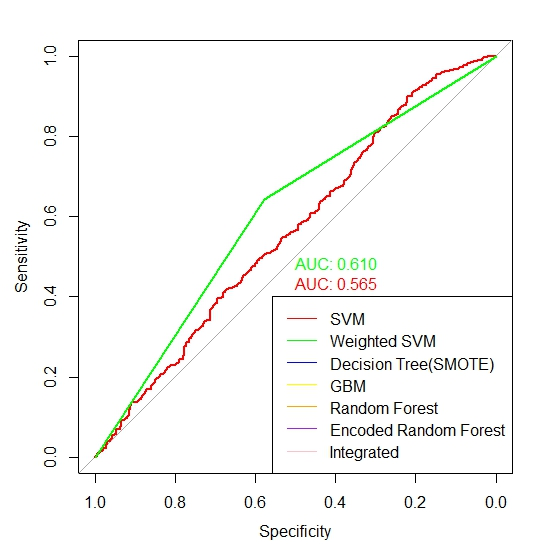 1.0
0.8
0.6
0.4
0.2
0.0
Sensitivity
AUC: 0.610
AUC: 0.565
SVM
Weighted SVM
Decision Tree(SMOTE)
GBM
Random Forest
Encoded Random Forest
Integrated
1.0 0.8 0.6 0.4 0.2 0.0
Specificity